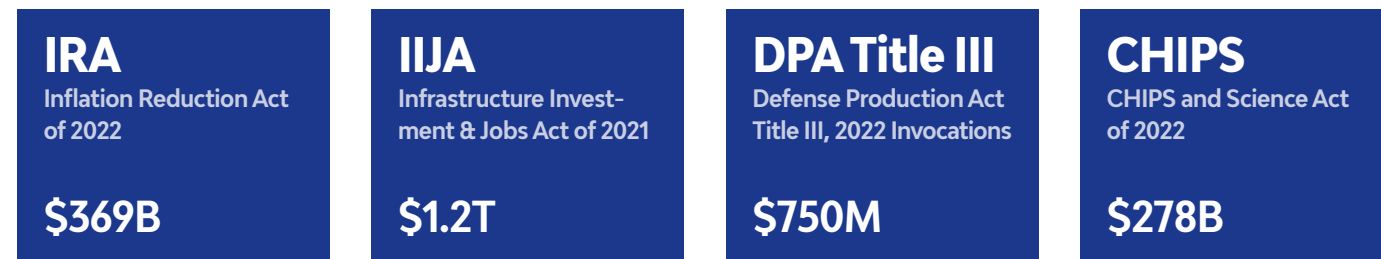 IRA
Inflation Reduction Act
of 2022
$369B
IIJA
Infrastructure Invest-
ment & Jobs Act of 2021
$1.2T
DPA Title III
Defense Production Act
Title III, 2022 Invocations
$750M
CHIPS
CHIPS and Science Act
of 2022
$278B